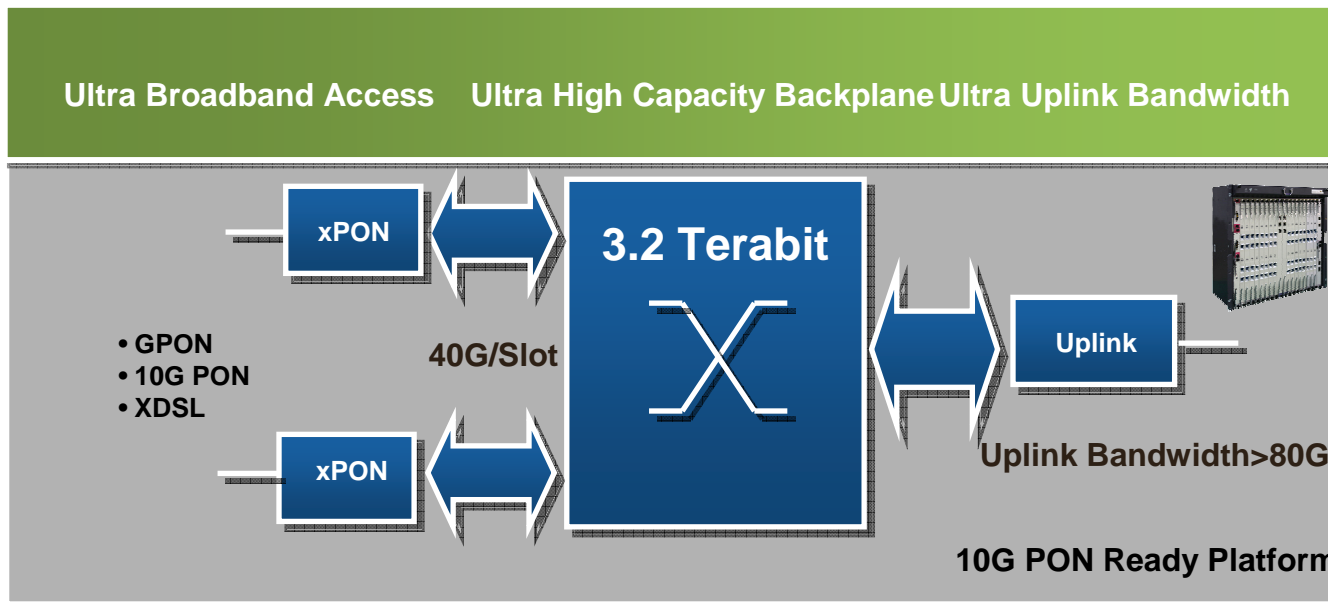 Ultra Broadband Access
Ultra High Capacity Backplane
Ultra Uplink Bandwidth
xPON
3.2 Terabit
• GPON
• 10G PON
• XDSL
40G/Slot
Uplink
xPON
Uplink Bandwidth>80G
10G PON Ready Platform